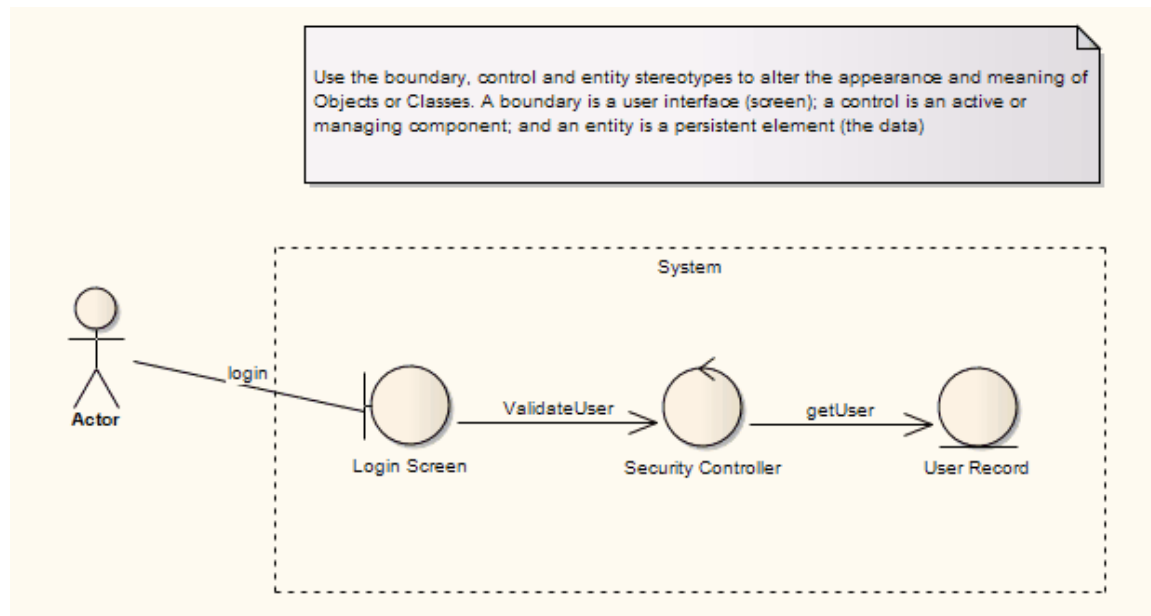 Use the boundary, control and entity stereotypes to alter the appearance and meaning of
Objects or Classes. A boundary is a user interface (screen); a control is an active or
managing component; and an entity is a persistent element (the data)
System
login
ValidateUser
getUser
Actor
Login Screen
Security Controller
User Record